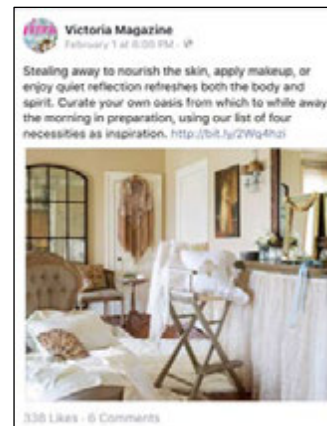 Victoria Magazine
February 1 at 6:00 PM ·
Stealing away to nourish the skin, apply makeup, or
enjoy quiet reflection refreshes both the body and
spirit. Curate your own oasis from which to while away
the morning in preparation, using our list of four
necessities as inspiration. http://bit.ly/2Wq4hzi
338 Likes · 6 Comments